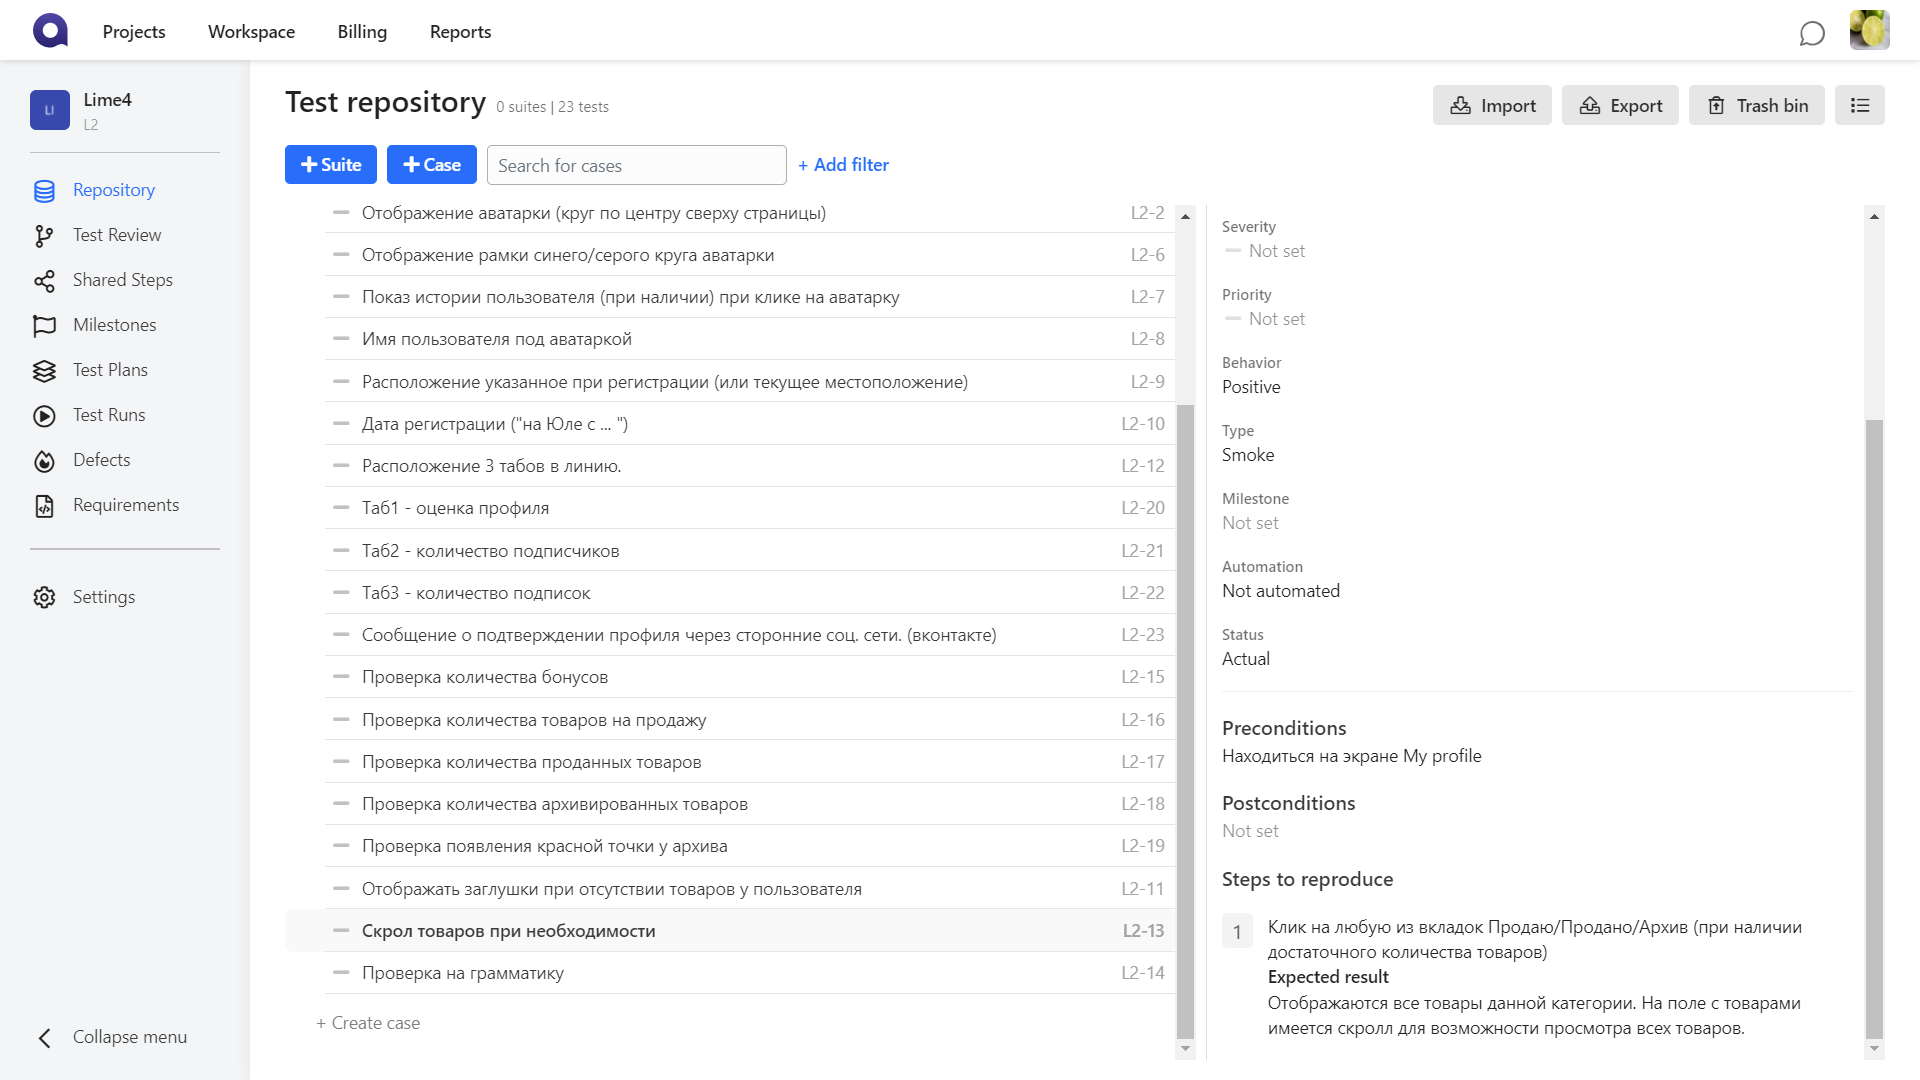 Projects
Workspace
Billing
Reports
LI
Lime4
L2
Repository
Test Review
Shared Steps
Milestones
Test Plans
Test Runs
Defects
Requirements
Settings
Collapse menu
Test repository 0 suites | 23 tests
Import
Export
Trash bin
+ Suite
+ Case
Search for cases
+ Add filter
Отображение аватарки (круг по центру сверху страницы) L2-2
Отображение рамки синего/серого круга аватарки L2-6
Показ истории пользователя (при наличии) при клике на аватарку L2-7
Имя пользователя под аватаркой L2-8
Расположение указанное при регистрации (или текущее местоположение) L2-9
Дата регистрации ("на Юле с ... ") L2-10
Расположение 3 табов в линию. L2-12
Таб1 - оценка профиля L2-20
Таб2 - количество подписчиков L2-21
Таб3 - количество подписок L2-22
Сообщение о подтверждении профиля через сторонние соц. сети. (вконтакте) L2-23
Проверка количества бонусов L2-15
Проверка количества товаров на продажу L2-16
Проверка количества проданных товаров L2-17
Проверка количества архивированных товаров L2-18
Проверка появления красной точки у архива L2-19
Отображать заглушки при отсутствии товаров у пользователя L2-11
Скрол товаров при необходимости L2-13
Проверка на грамматику L2-14
+ Create case
Severity
Not set
Priority
Not set
Behavior
Positive
Type
Smoke
Milestone
Not set
Automation
Not automated
Status
Actual
Preconditions
Находиться на экране My profile
Postconditions
Not set
Steps to reproduce
1
Клик на любую из вкладок Продаю/Продано/Архив (при наличии
достаточного количества товаров)
Expected result
Отображаются все товары данной категории. На поле с товарами
имеется скролл для возможности просмотра всех товаров.